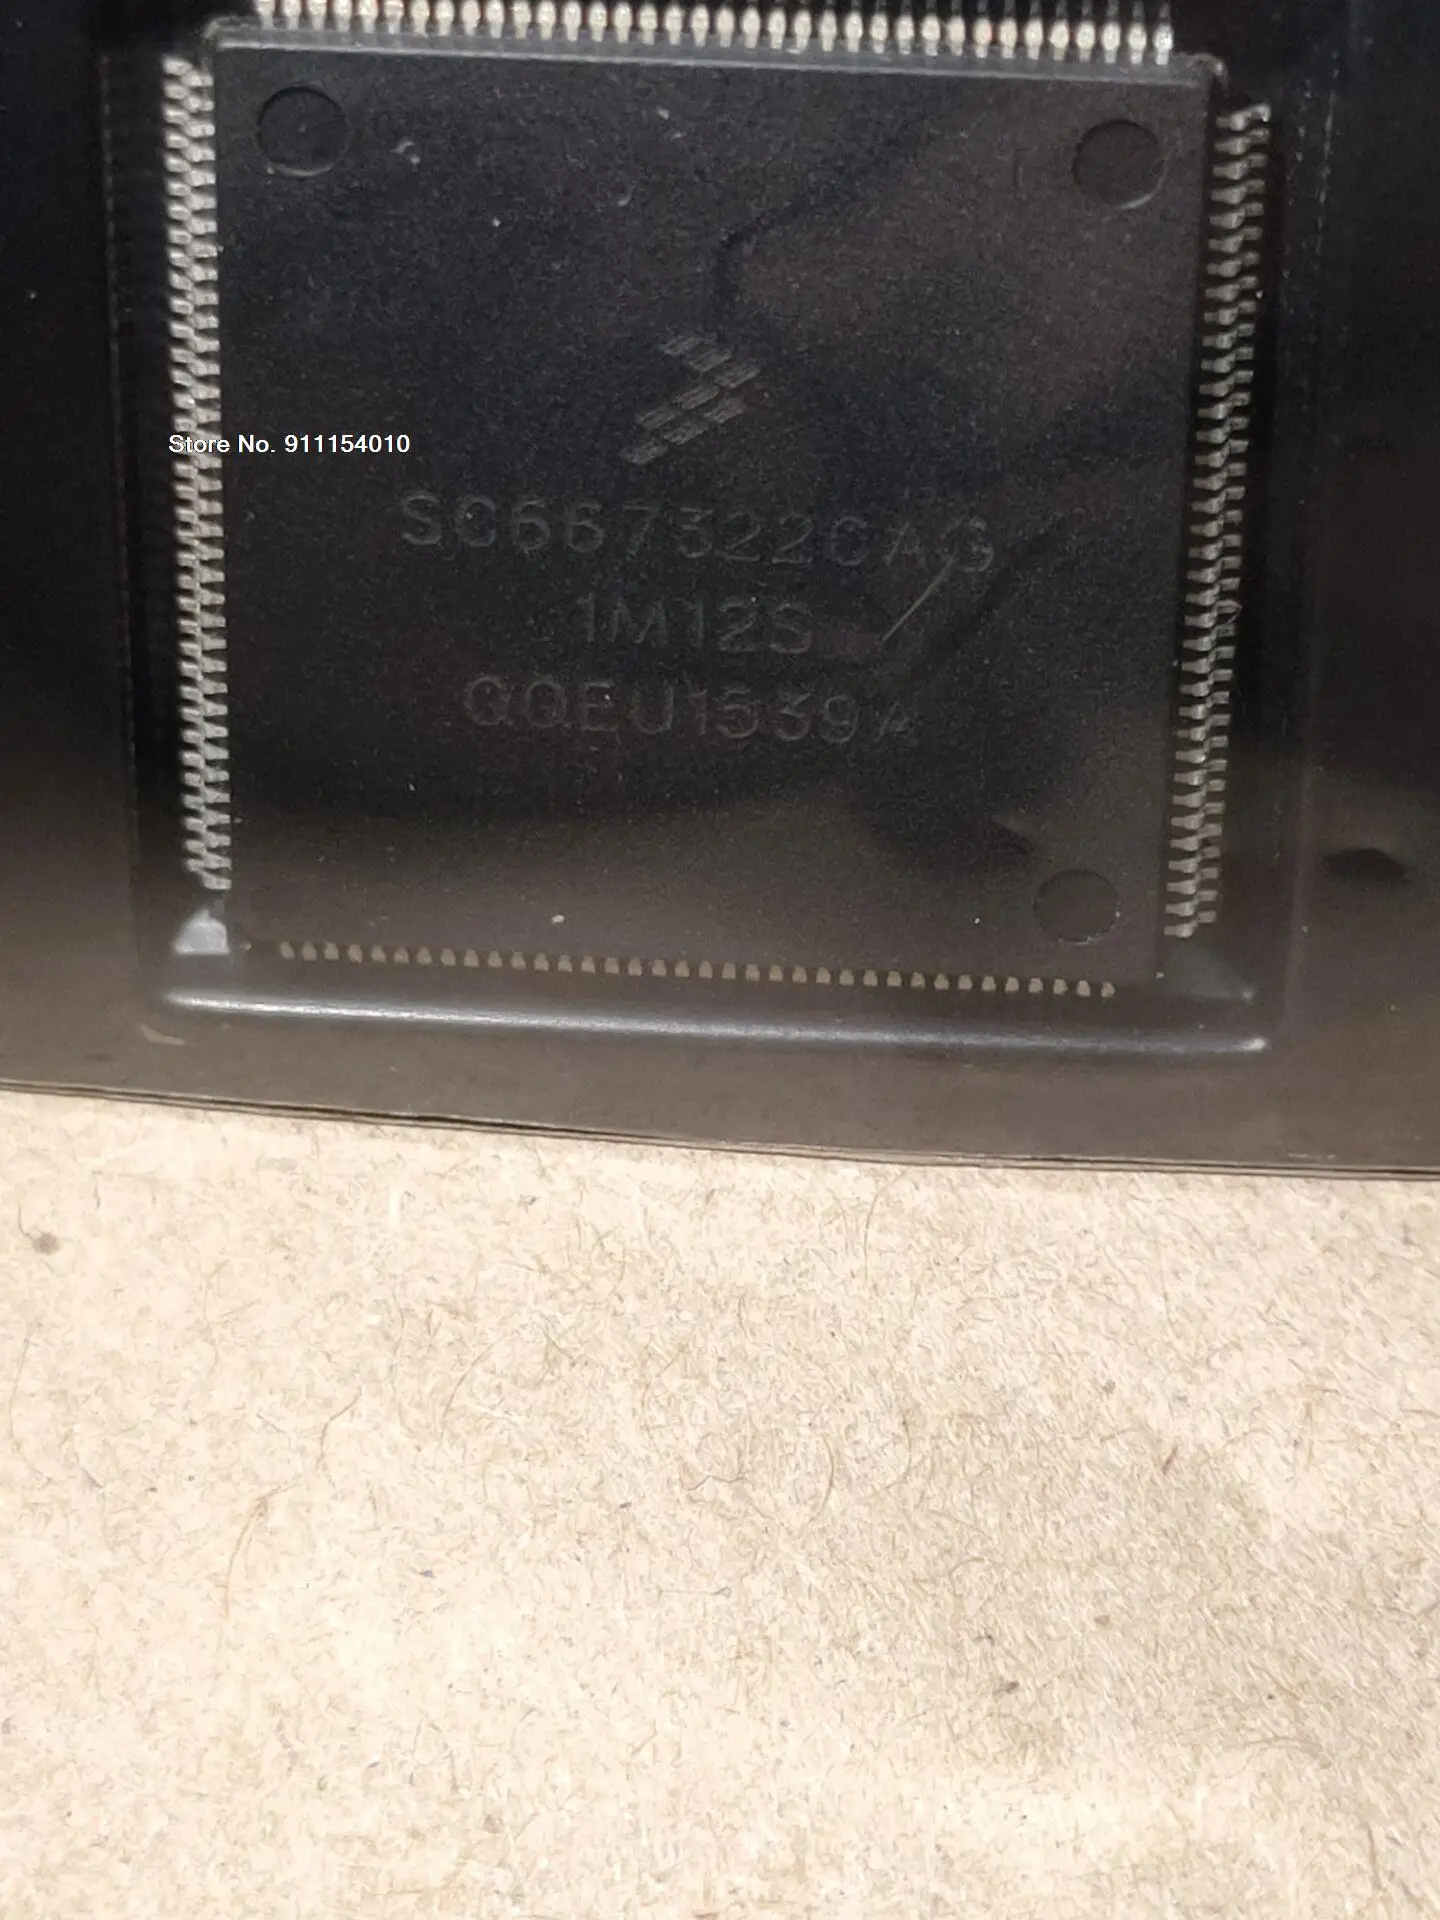 Store No. 911154010
SC667322CAG
1M12S
QQEU1539A